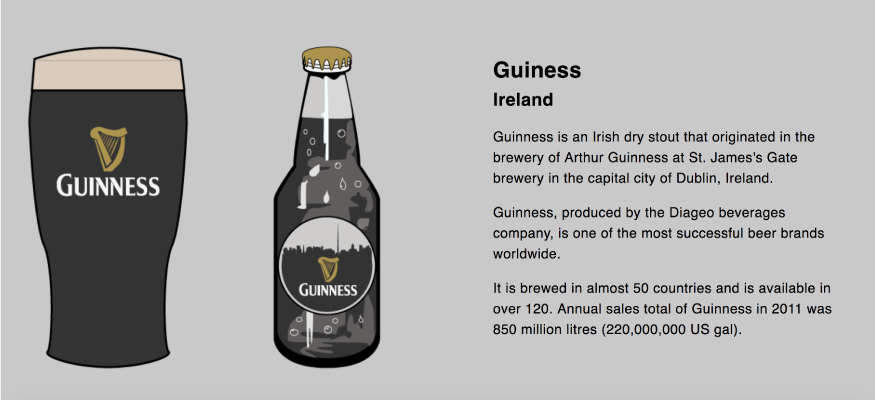 GUINNESS
GUINNESS
Guiness
Ireland
Guinness is an Irish dry stout that originated in the
brewery of Arthur Guinness at St. James's Gate
brewery in the capital city of Dublin, Ireland.
Guinness, produced by the Diageo beverages
company, is one of the most successful beer brands
worldwide.
It is brewed in almost 50 countries and is available in
over 120. Annual sales total of Guinness in 2011 was
850 million litres (220,000,000 US gal).